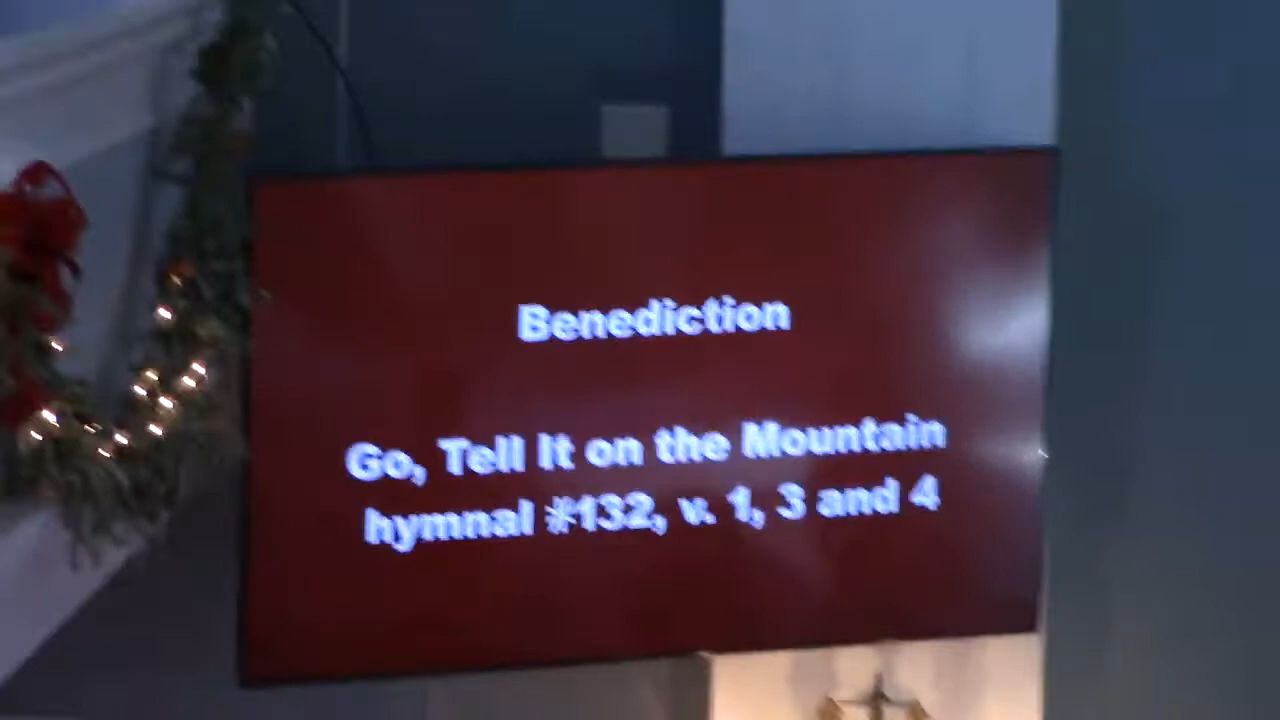 Benediction
Go, Tell It on the Mountain
hymnal #132, v. 1, 3 and 4